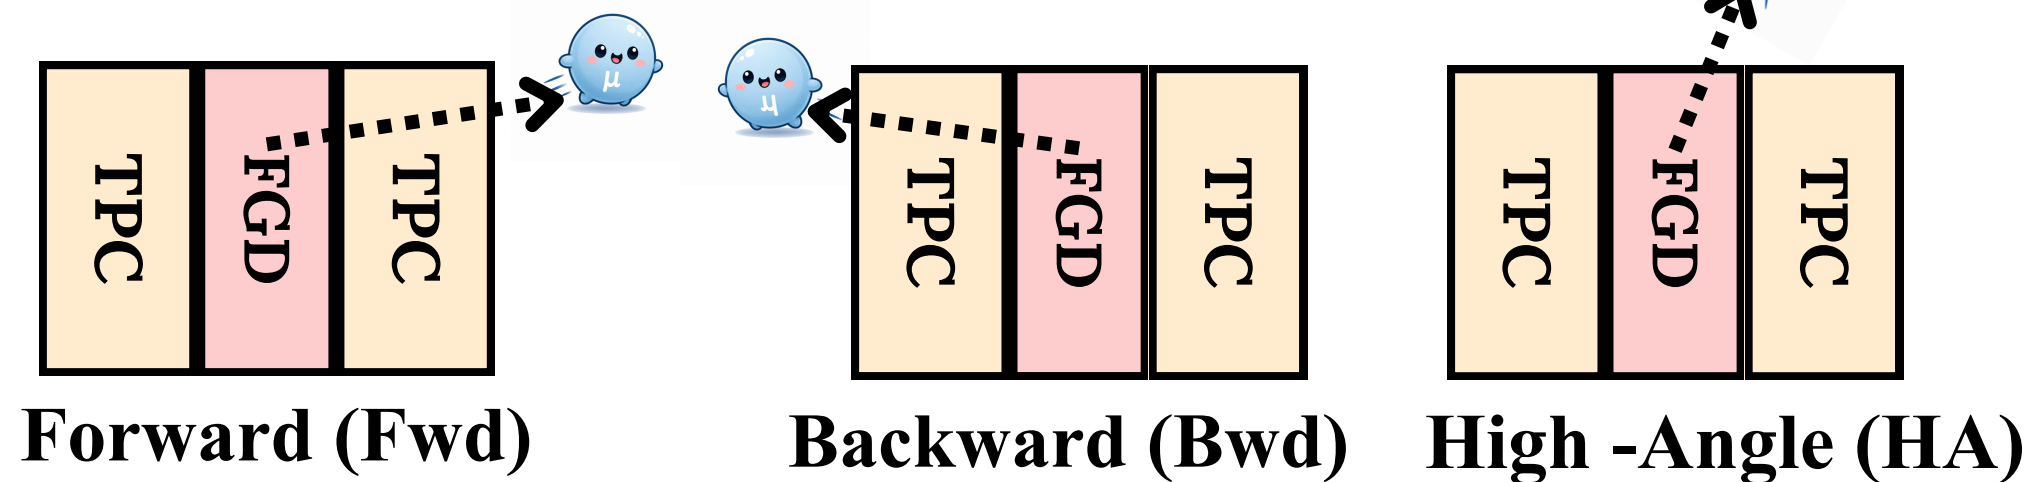 TPC FGD TPC μ
μ TPC FGD TPC
TPC FGD TPC
Forward (Fwd)
Backward (Bwd)
High -Angle (HA)